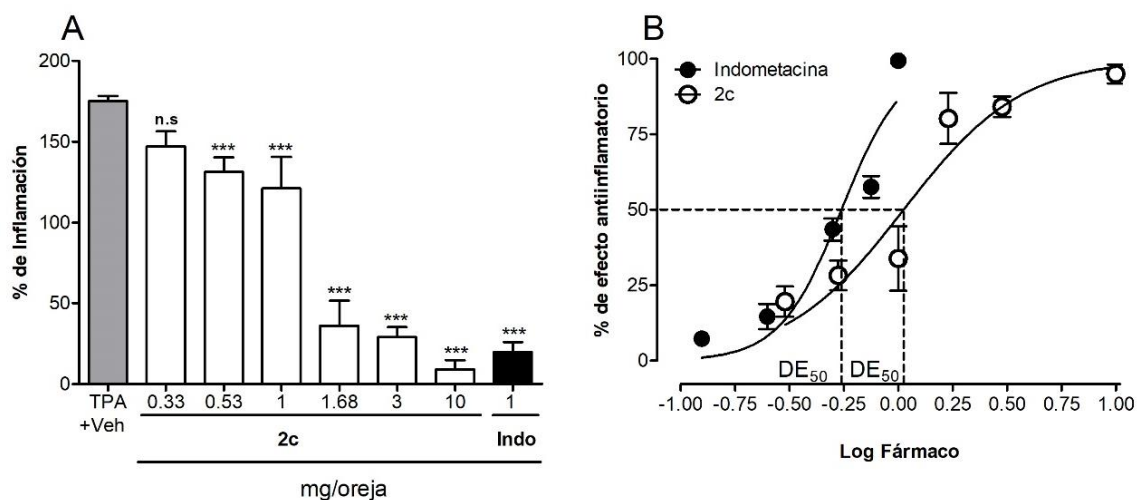 A
% de Inflamación
200
150
100
50
0
n.s
***
***
***
***
***
***
TPA
+Veh
0.33
0.53
1
1.68
3
10
1
2c
Indo
mg/oreja
B
% de efecto antiinflamatorio
100
75
50
25
0
Indometacina
2c
DE50
DE50
-1.00
-0.75
-0.50
-0.25
0.00
0.25
0.50
0.75
1.00
Log Fármaco